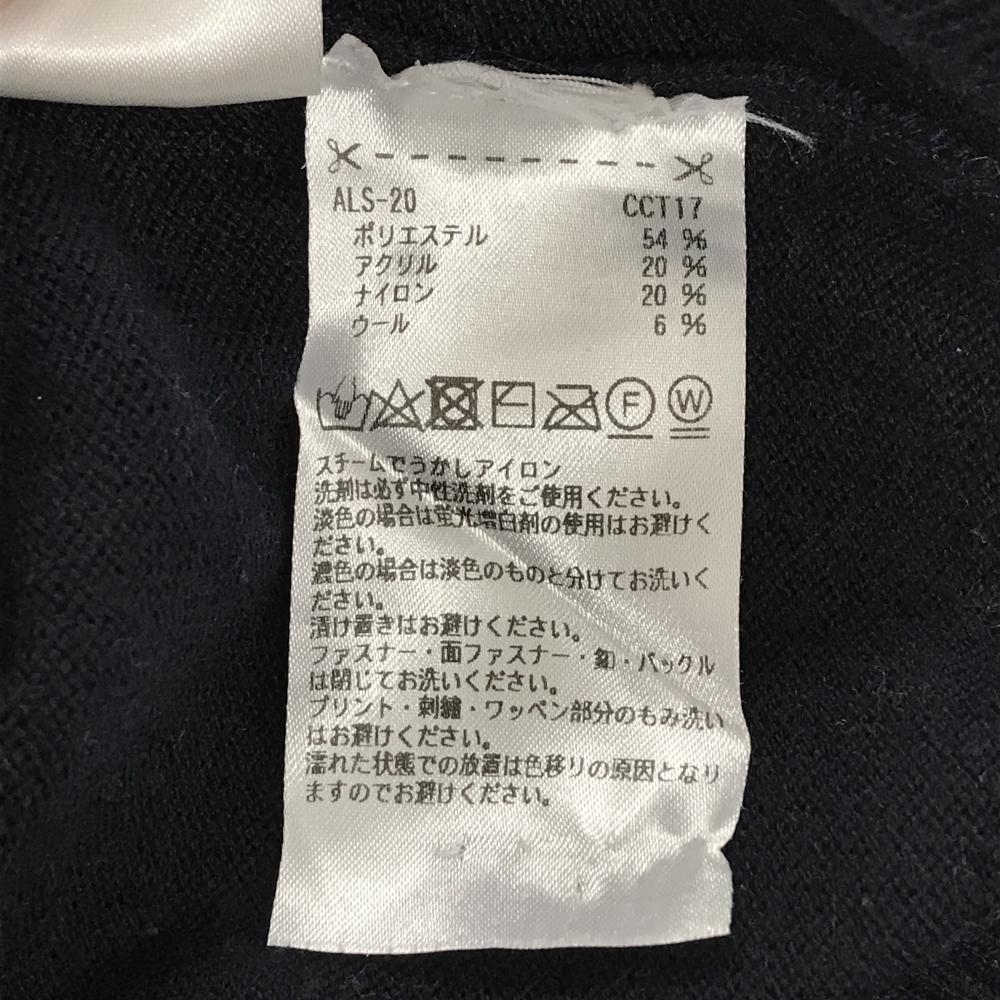 ALS-20 CCT17
ポリエステル 54 %
アクリル 20 %
ナイロン 20 %
ウール 6 %
F W
スチームでうかしアイロン
洗剤は必ず中性洗剤をご使用ください。
淡色の場合は蛍光増白剤の使用はお避けく
ださい。
濃色の場合は淡色のものと分けてお洗いく
ださい。
漬け置きはお避けください。
ファスナー・面ファスナー・釦・バックル
は閉じてお洗いください。
プリント・刺繍・ワッペン部分のもみ洗い
はお避けください。
濡れた状態での放置は色移りの原因となり
ますのでお避けください。